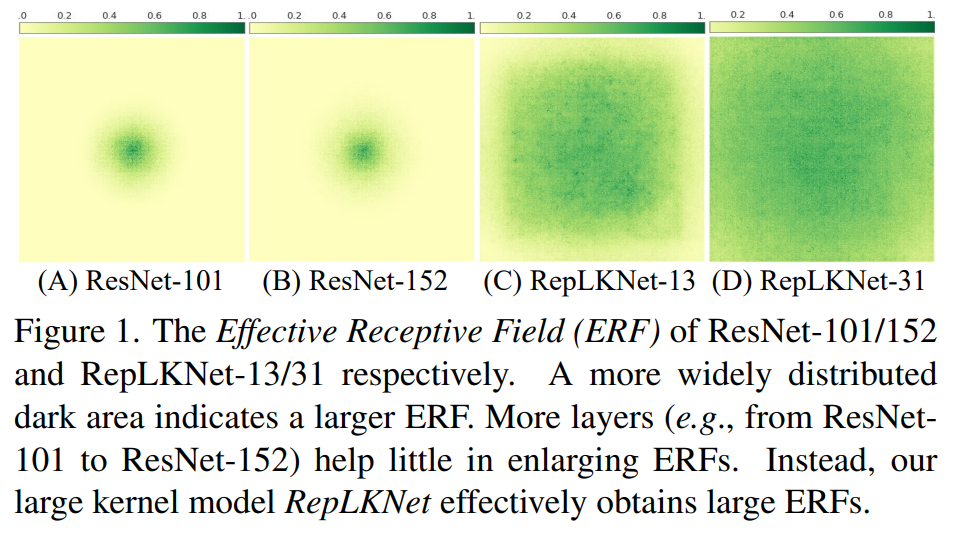 .0 0.2 0.4 0.6 0.8 1. .0 0.2 0.4 0.6 0.8 1. 0.2 0.4 0.6 0.8 1. 0.2 0.4 0.6 0.8 1.
(A) ResNet-101 (B) ResNet-152 (C) RepLKNet-13 (D) RepLKNet-31
Figure 1. The Effective Receptive Field (ERF) of ResNet-101/152
and RepLKNet-13/31 respectively. A more widely distributed
dark area indicates a larger ERF. More layers (e.g., from ResNet-
101 to ResNet-152) help little in enlarging ERFs. Instead, our
large kernel model RepLKNet effectively obtains large ERFs.